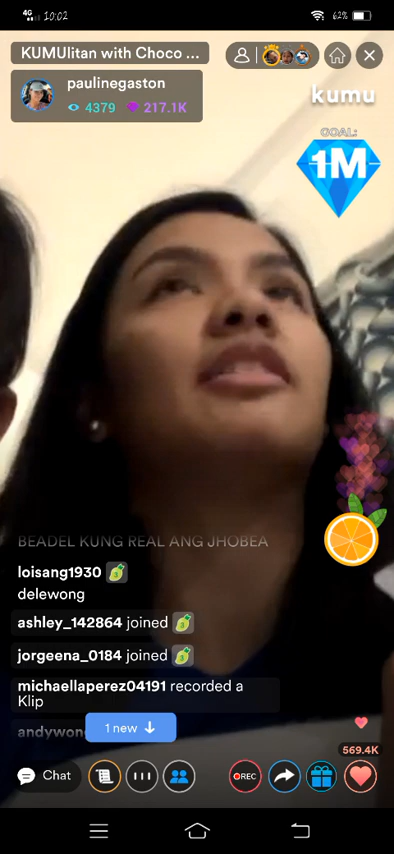 4G 10:02 62%
KUMUlitan with Choco ...
paulinegaston
4379 217.1K
kumu
GOAL:
1M
BEADEL KUNG REAL ANG JHOBEA
loisang1930
delewong
ashley_142864 joined
jorgeena_0184 joined
michaellaperez04191 recorded a
Klip
1 new
569.4K
Chat
REC